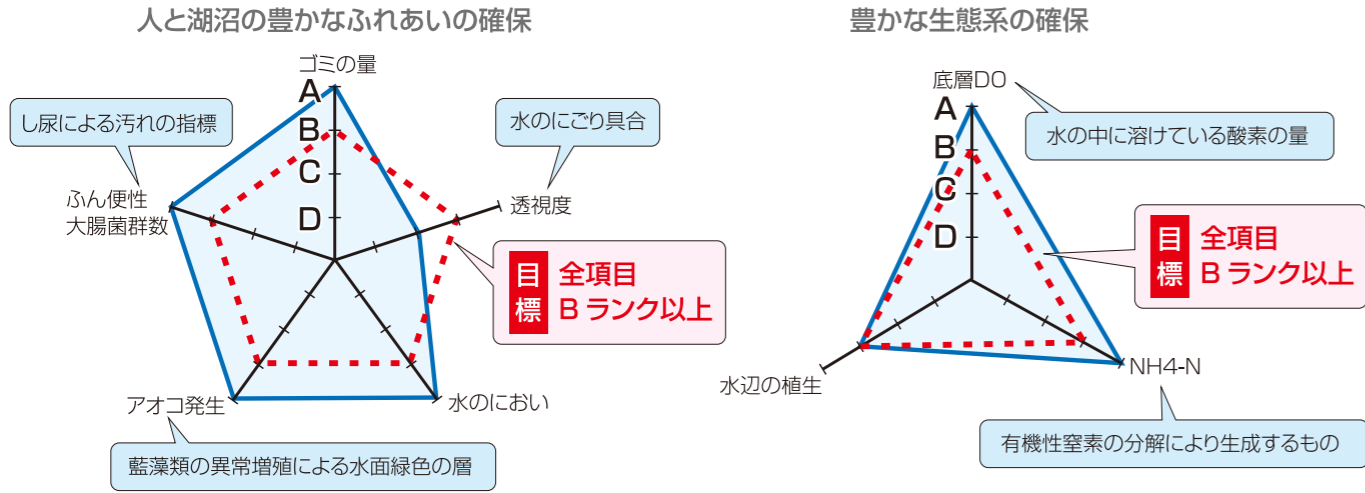 人と湖沼の豊かなふれあいの確保
ゴミの量
A
B
C
D
し尿による汚れの指標
水のにごり具合
ふん便性
大腸菌群数
透視度
目標
全項目
Bランク以上
アオコ発生
水のにおい
藍藻類の異常増殖による水面緑色の層
豊かな生態系の確保
底層DO
A
B
C
D
水の中に溶けている酸素の量
目標
全項目
Bランク以上
水辺の植生
NH4-N
有機性窒素の分解により生成するもの